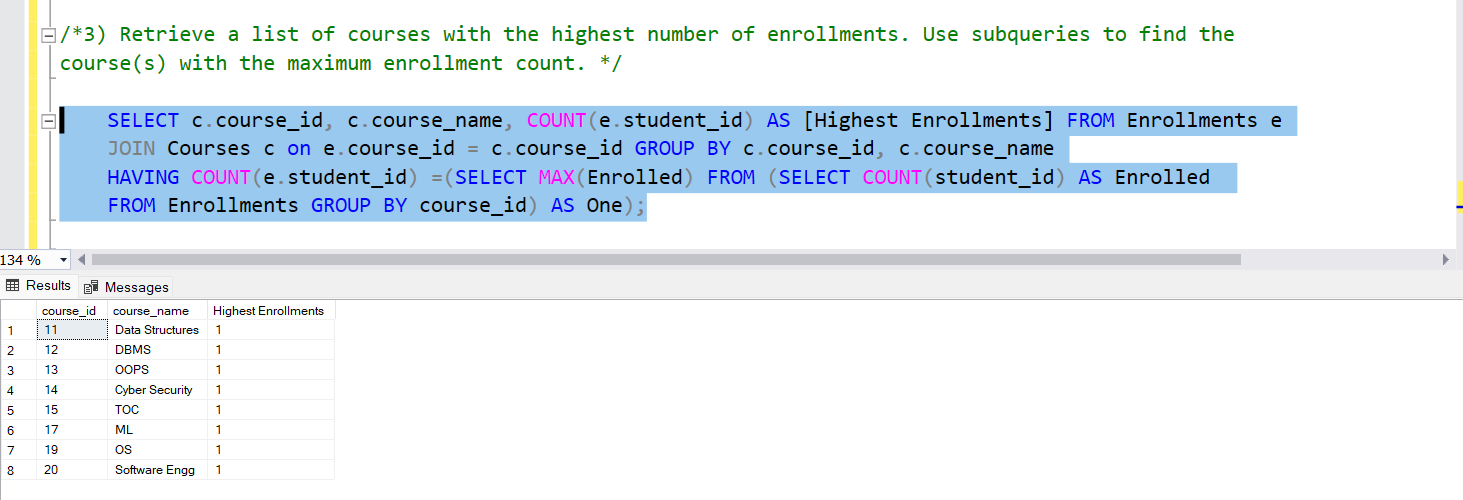 /*3) Retrieve a list of courses with the highest number of enrollments. Use subqueries to find the
course(s) with the maximum enrollment count. */
SELECT c.course_id, c.course_name, COUNT(e.student_id) AS [Highest Enrollments] FROM Enrollments e
JOIN Courses c on e.course_id = c.course_id GROUP BY c.course_id, c.course_name
HAVING COUNT(e.student_id) =(SELECT MAX(Enrolled) FROM (SELECT COUNT(student_id) AS Enrolled
FROM Enrollments GROUP BY course_id) AS One);
134 %
Results Messages
course_id course_name Highest Enrollments
1 11 Data Structures 1
2 12 DBMS 1
3 13 OOPS 1
4 14 Cyber Security 1
5 15 TOC 1
6 17 ML 1
7 19 OS 1
8 20 Software Engg 1